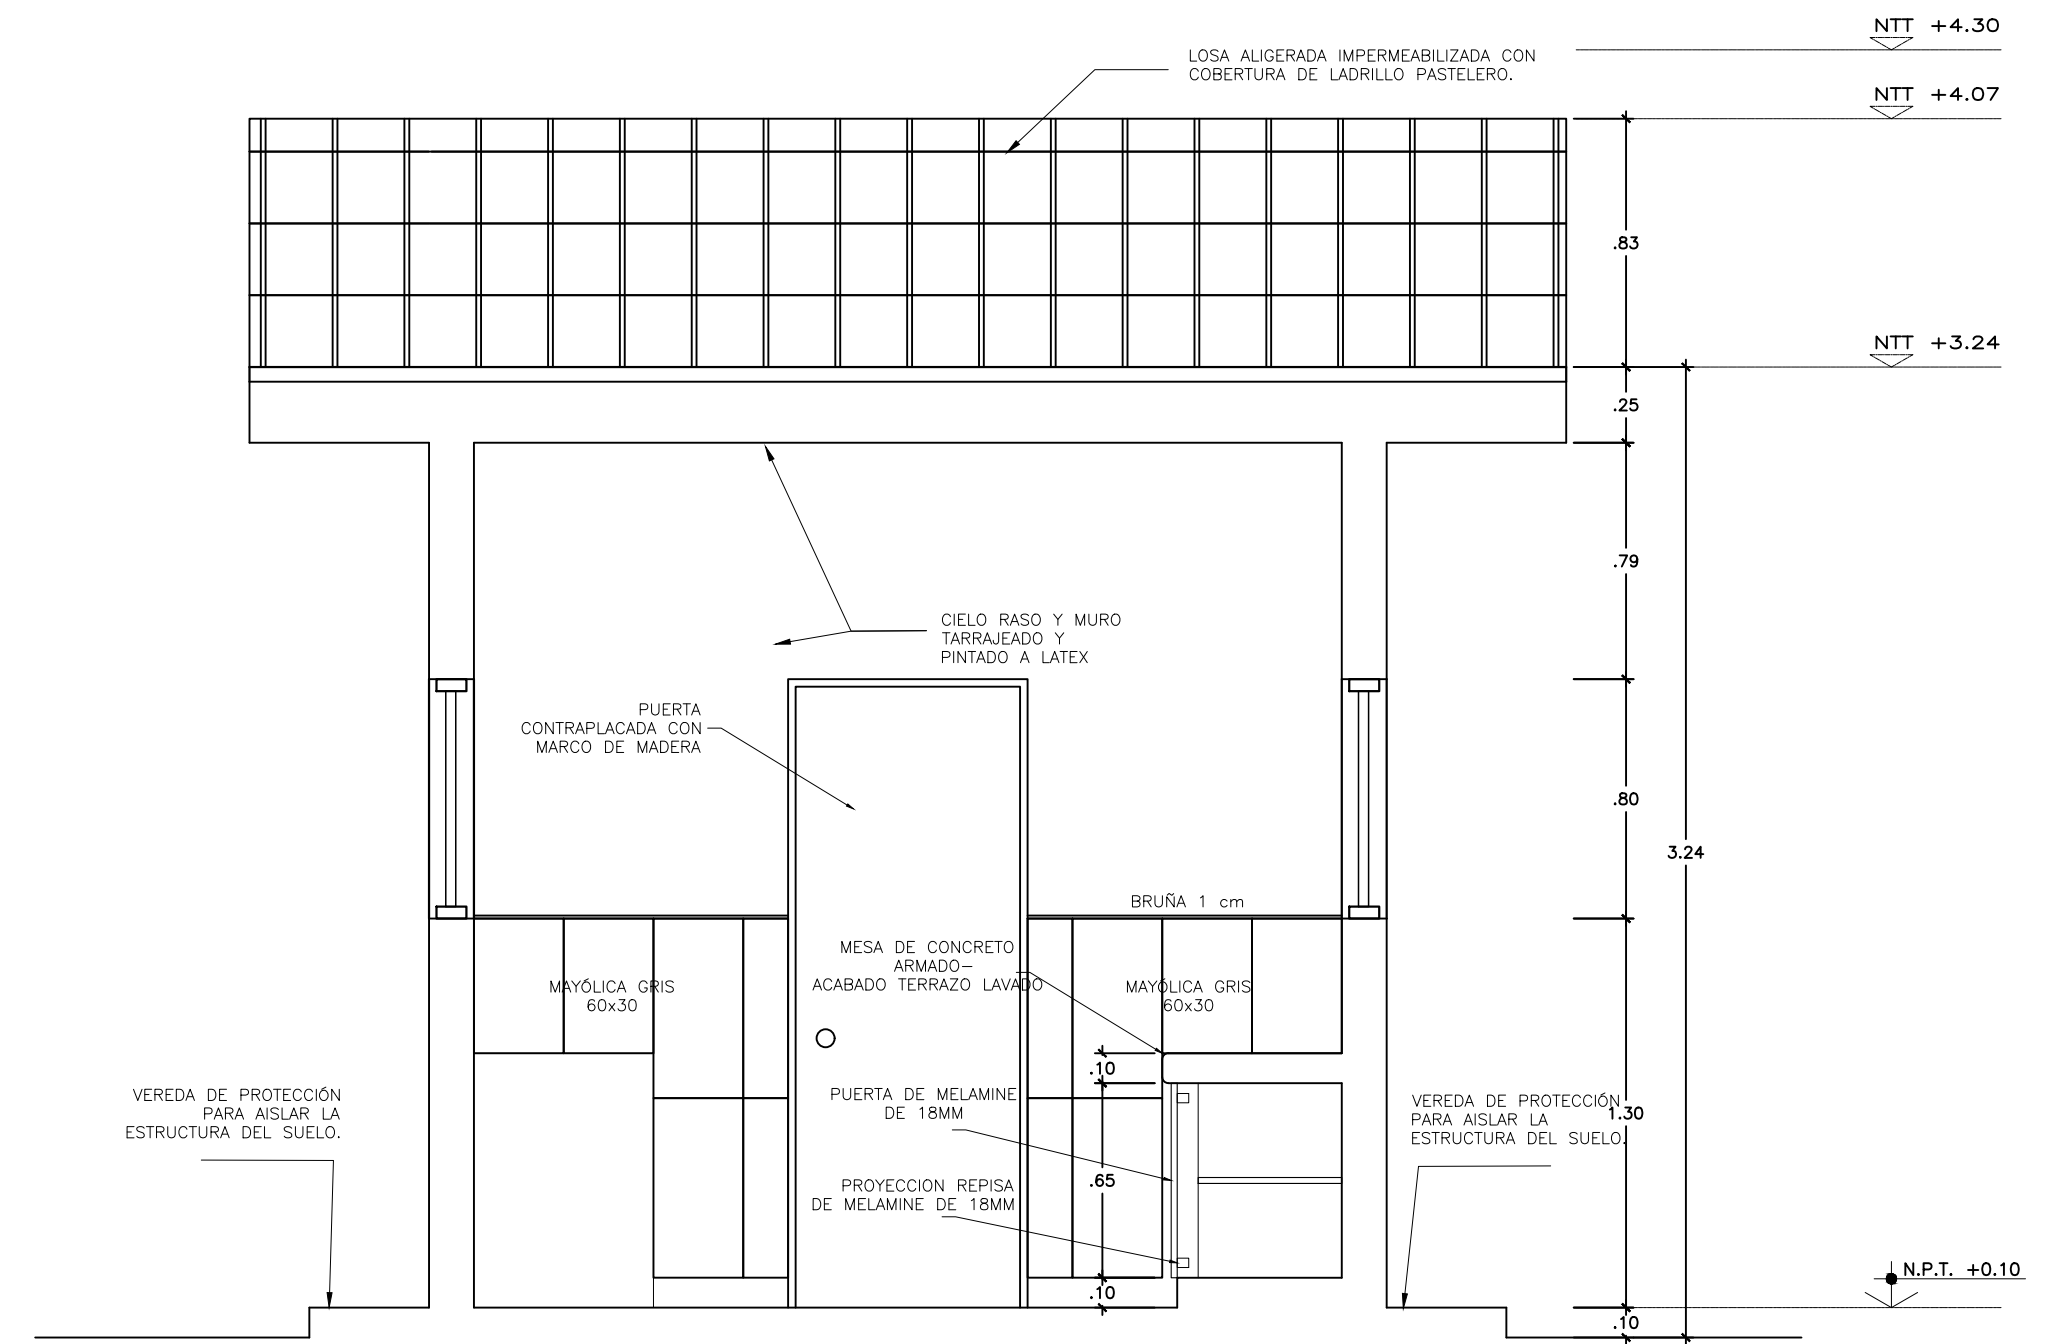 NTT +4.30
LOSA ALIGERADA IMPERMEABILIZADA CON
COBERTURA DE LADRILLO PASTELERO.
NTT +4.07
.83
NTT +3.24
.25
.79
CIELO RASO Y MURO
TARRAJEADO Y
PINTADO A LATEX
PUERTA
CONTRAPLACADA CON
MARCO DE MADERA
.80
3.24
BRUÑA 1 cm
MESA DE CONCRETO
ARMADO-
ACABADO TERRAZO LAVADO
MAYÓLICA GRIS
60x30
MAYÓLICA GRIS
60x30
.10
PUERTA DE MELAMINE
DE 18MM
VEREDA DE PROTECCIÓN
PARA AISLAR LA
ESTRUCTURA DEL SUELO.
VEREDA DE PROTECCIÓN
PARA AISLAR LA
ESTRUCTURA DEL SUELO.
1.30
.65
PROYECCION REPISA
DE MELAMINE DE 18MM
.10
N.P.T. +0.10
.10